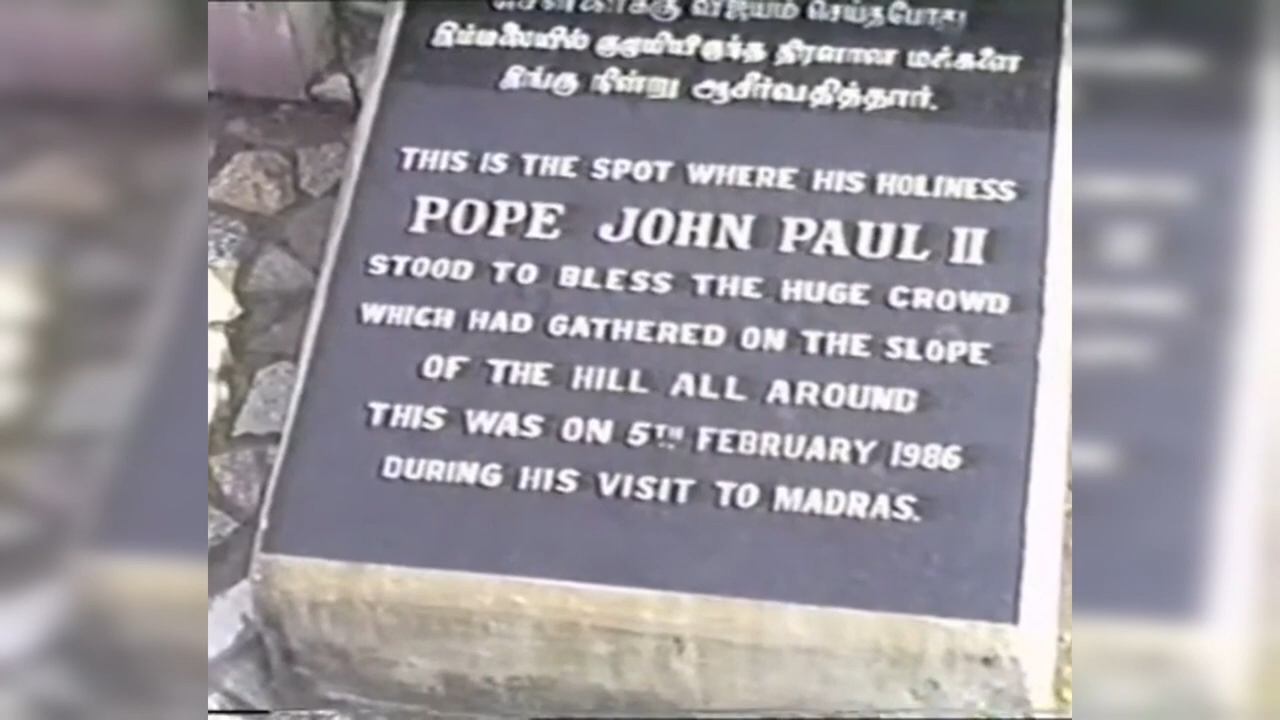 சென்னைக்கு விஜயம் செய்தபோது
இம்மலையில் குழுமியிருந்த திரளான மக்களை
இங்கு நின்று ஆசீர்வதித்தார்.
THIS IS THE SPOT WHERE HIS HOLINESS
POPE JOHN PAUL II
STOOD TO BLESS THE HUGE CROWD
WHICH HAD GATHERED ON THE SLOPE
OF THE HILL ALL AROUND
THIS WAS ON 5TH FEBRUARY 1986
DURING HIS VISIT TO MADRAS.